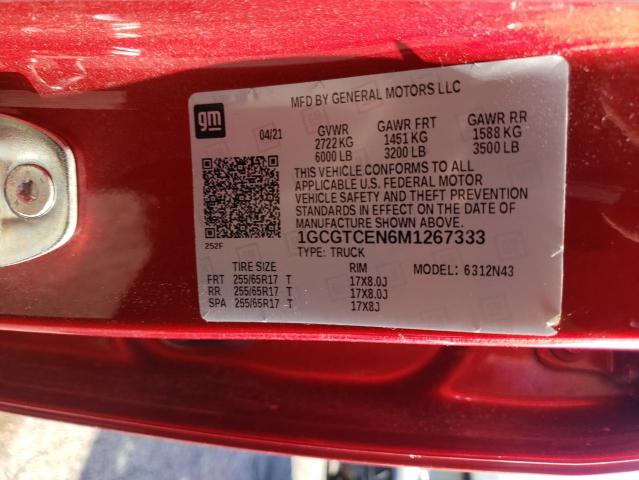 MFD BY GENERAL MOTORS LLC
gm
04/21 GVWR GAWR FRT GAWR RR
2722 KG 1451 KG 1588 KG
6000 LB 3200 LB 3500 LB
THIS VEHICLE CONFORMS TO ALL
APPLICABLE U.S. FEDERAL MOTOR
VEHICLE SAFETY AND THEFT PREVENTION
STANDARDS IN EFFECT ON THE DATE OF
MANUFACTURE SHOWN ABOVE.
252F
1GCGTCEN6M1267333
TYPE: TRUCK MODEL: 6312N43
TIRE SIZE RIM
FRT 255/65R17 T 17X8.0J
RR 255/65R17 T 17X8.0J
SPA 255/65R17 T 17X8J